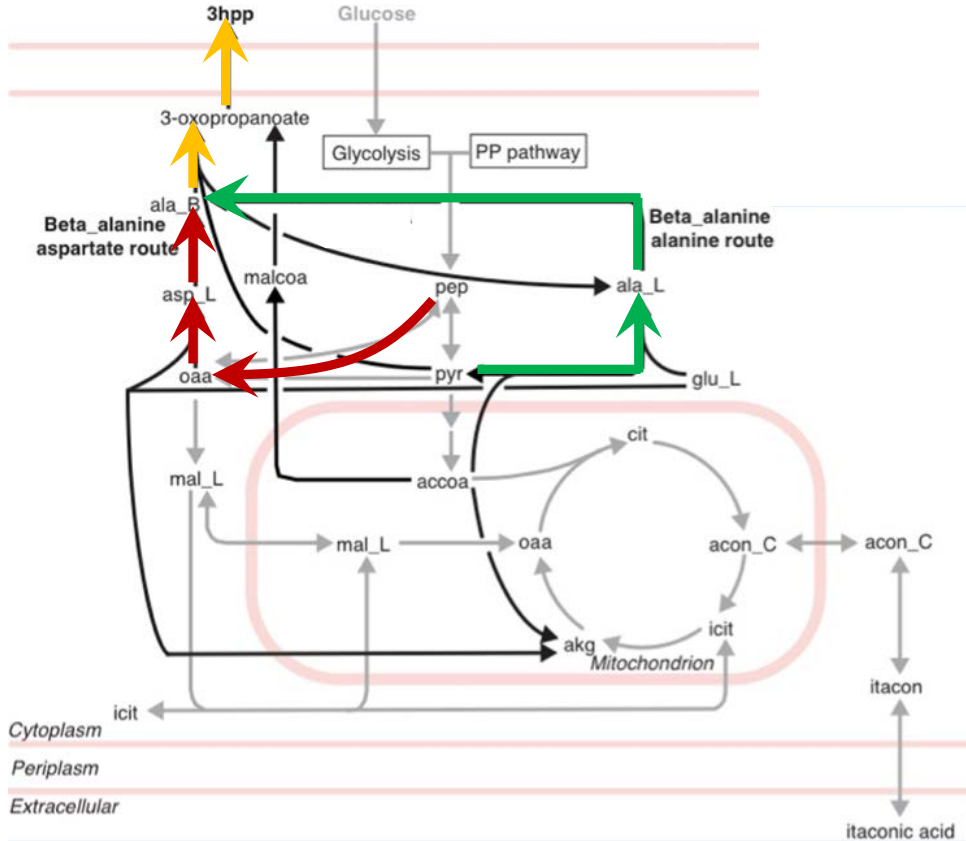 3hpp
Glucose
3-oxopropanoate
Glycolysis
PP pathway
ala_B
Beta_alanine
aspartate route
Beta_alanine
alanine route
malcoa
pep
ala_L
asp_L
oaa
pyr
glu_L
cit
mal_L
accoa
mal_L
oaa
acon_C
acon_C
icit
akg
Mitochondrion
itacon
icit
Cytoplasm
Periplasm
Extracellular
itaconic acid